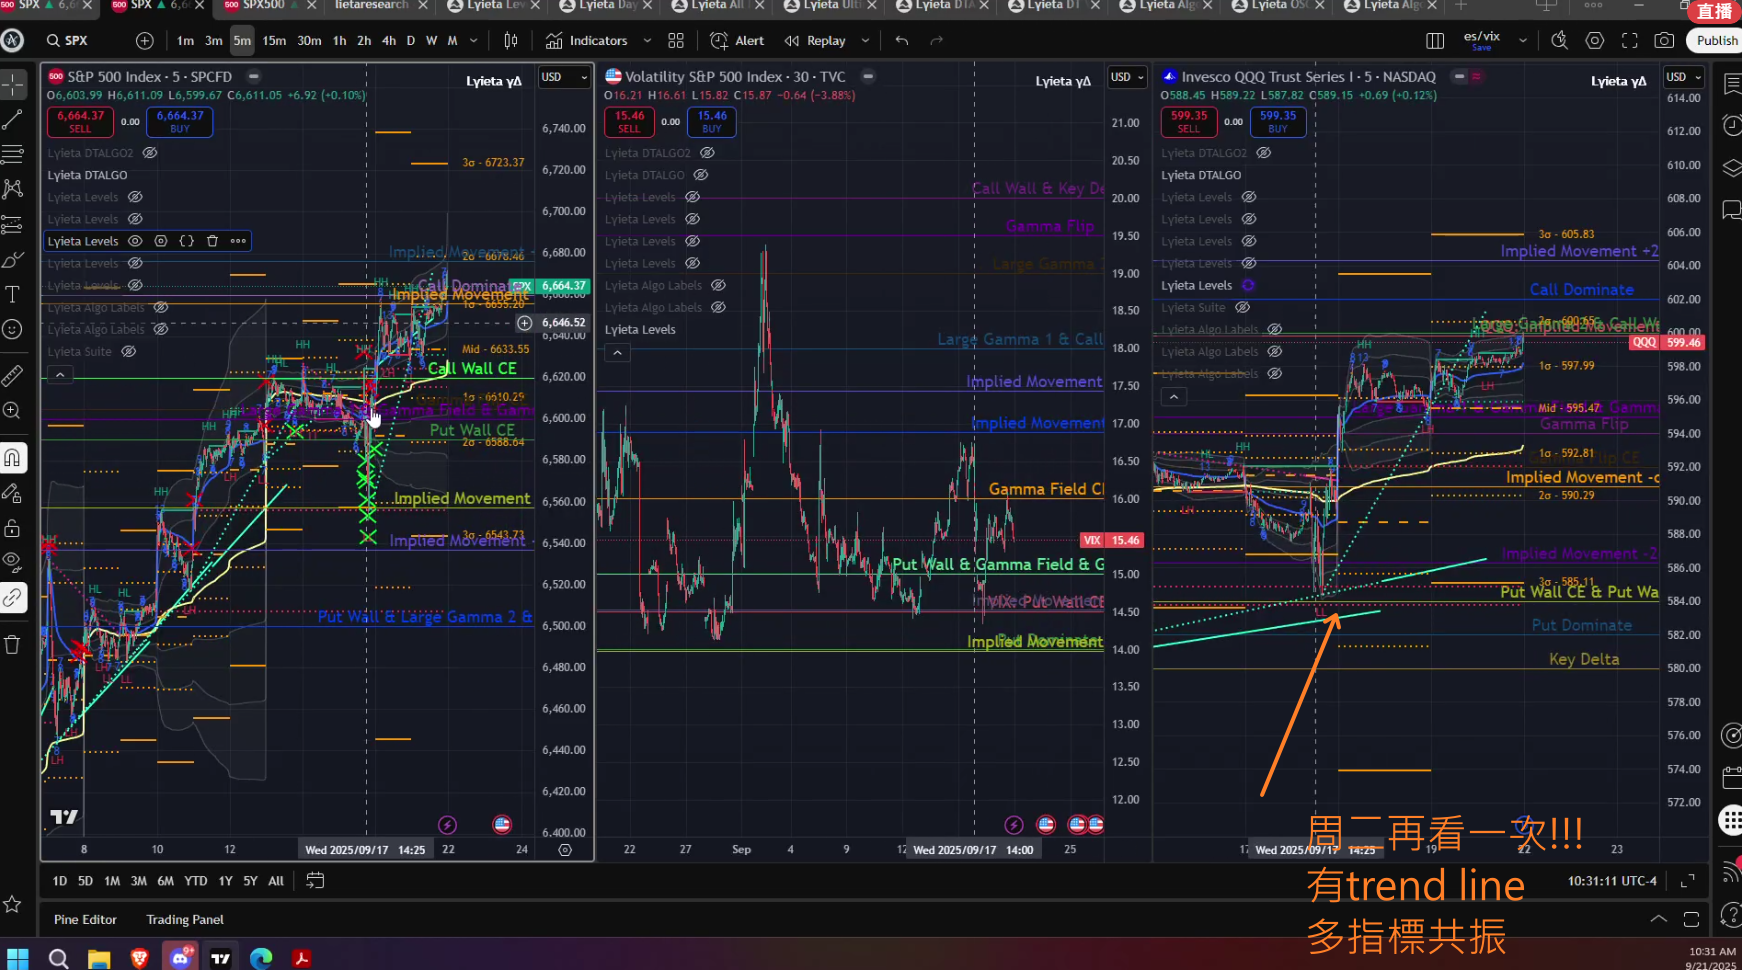 SPX
SPX
SPX500
lietaresearch
Lyieta Lev
Lyieta Day
Lyieta All
Lyieta Ulti
Lyieta DTA
Lyieta DT
Lyieta Algo
Lyieta OSC
Lyieta Algo
直播
SPX
1m 3m 5m 15m 30m 1h 2h 4h D W M
Indicators
Alert
Replay
es/vix
Save
Publish
S&P 500 Index · 5 · SPCFD
Lyieta γΔ
USD
O6,603.99 H6,611.09 L6,599.67 C6,611.05 +6.92 (+0.10%)
6,664.37
SELL
0.00
6,664.37
BUY
Lyieta DTALGO2
Lyieta DTALGO
Lyieta Levels
Lyieta Levels
Lyieta Levels
Lyieta Levels
Lyieta Levels
Lyieta Algo Labels
Lyieta Algo Labels
Lyieta Suite
3σ - 6723.37
Implied Movement
2σ - 6678.46
Call Domina
SPX 6,664.37
Implied Movement
1σ - 6655.20
6,646.52
Mid - 6633.55
Call Wall CE
1σ - 6610.29
Put Wall CE
2σ - 6588.64
Implied Movement
3σ - 6543.73
Implied Movement
Put Wall & Large Gamma 2 &
6,740.00
6,720.00
6,700.00
6,680.00
6,640.00
6,620.00
6,600.00
6,580.00
6,560.00
6,540.00
6,520.00
6,500.00
6,480.00
6,460.00
6,440.00
6,420.00
6,400.00
8 10 12 Wed 2025/09/17 14:25 22 24
Volatility S&P 500 Index · 30 · TVC
Lyieta γΔ
USD
O16.21 H16.61 L15.82 C15.87 −0.64 (−3.88%)
15.46
SELL
0.00
15.46
BUY
Lyieta DTALGO2
Lyieta DTALGO
Lyieta Levels
Lyieta Levels
Lyieta Levels
Lyieta Levels
Lyieta Algo Labels
Lyieta Algo Labels
Lyieta Levels
Call Wall & Key De
Gamma Flip
Large Gamma
Large Gamma 1 & Call
Implied Movement
Implied Movement
Gamma Field CE
VIX 15.46
Put Wall & Gamma Field & G
Put Wall CE
Implied Movement
21.00
20.50
20.00
19.50
19.00
18.50
18.00
17.50
17.00
16.50
16.00
15.00
14.50
14.00
13.50
13.00
12.50
12.00
22 27 Sep 4 9 12 Wed 2025/09/17 14:00 25
Invesco QQQ Trust Series I · 5 · NASDAQ
Lyieta γΔ
USD
O588.45 H589.22 L587.82 C589.15 +0.69 (+0.12%)
599.35
SELL
0.00
599.35
BUY
Lyieta DTALGO2
Lyieta DTALGO
Lyieta Levels
Lyieta Levels
Lyieta Levels
Lyieta Levels
Lyieta Levels
Lyieta Suite
Lyieta Algo Labels
Lyieta Algo Labels
Lyieta Algo Labels
3σ - 605.83
Implied Movement +2
Call Dominate
2σ - 600.65
QQQ 599.46
1σ - 597.99
Mid - 595.47
Gamma Flip
1σ - 592.81
Implied Movement -σ
2σ - 590.29
Implied Movement -2
3σ - 585.11
Put Wall CE & Put Wa
Put Dominate
Key Delta
614.00
612.00
610.00
608.00
606.00
604.00
602.00
600.00
598.00
596.00
594.00
592.00
590.00
588.00
586.00
584.00
582.00
580.00
578.00
576.00
574.00
572.00
Wed 2025/09/17 14:25 19 22 23
周二再看一次!!!
有trend line
多指標共振
1D 5D 1M 3M 6M YTD 1Y 5Y All
10:31:11 UTC-4
Pine Editor
Trading Panel
10:31 AM
9/21/2025